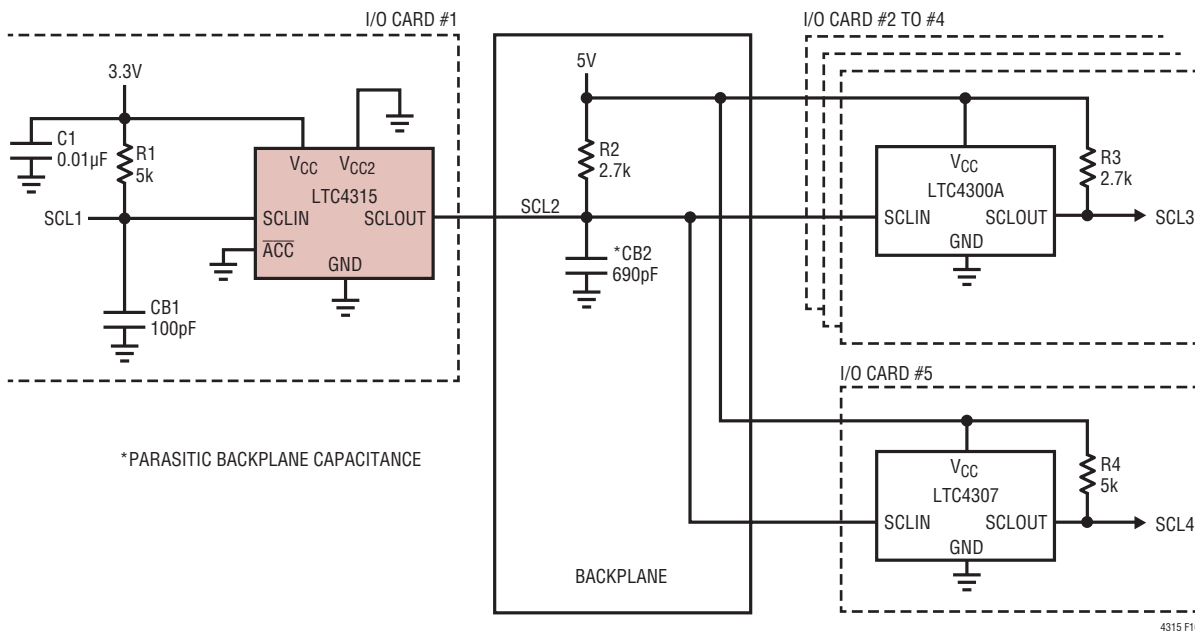 I/O CARD #1
3.3V
C1
0.01µF
R1
5k
VCC
VCC2
LTC4315
SCL1
SCLIN
SCLOUT
ACC
GND
CB1
100pF
*PARASITIC BACKPLANE CAPACITANCE
5V
R2
2.7k
SCL2
*CB2
690pF
BACKPLANE
I/O CARD #2 TO #4
VCC
LTC4300A
SCLIN
SCLOUT
GND
R3
2.7k
SCL3
I/O CARD #5
VCC
LTC4307
SCLIN
SCLOUT
GND
R4
5k
SCL4